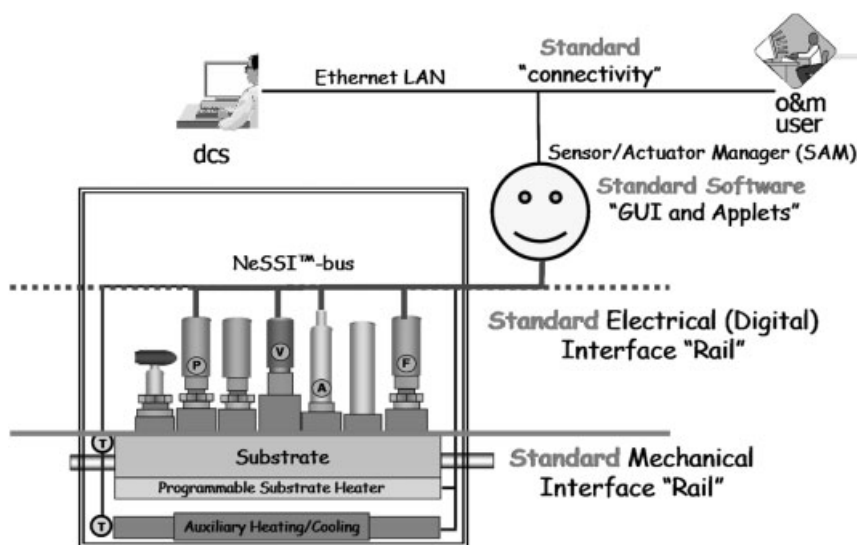 Standard
"connectivity"
Ethernet LAN
dcs
o&m
user
Sensor/Actuator Manager (SAM)
Standard Software
"GUI and Applets"
NeSSI™-bus
Standard Electrical (Digital)
Interface "Rail"
P
V
A
F
T
Substrate
Standard Mechanical
Interface "Rail"
Programmable Substrate Heater
T
Auxiliary Heating/Cooling